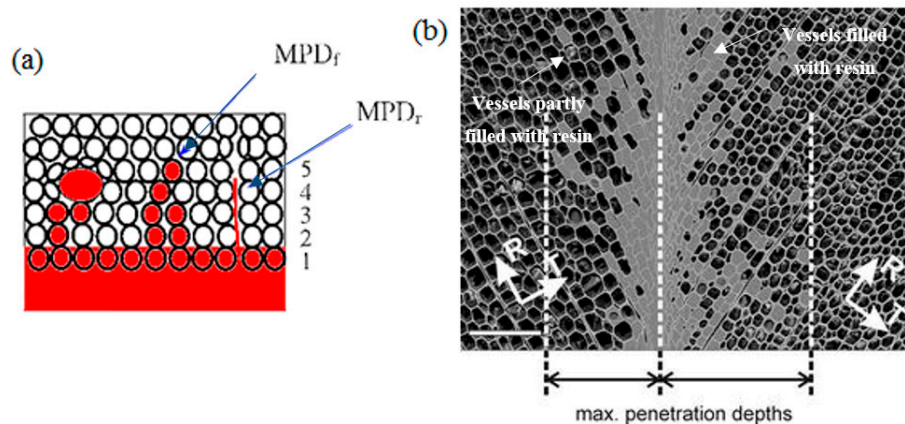 (a)
MPDf
MPDr
5
4
3
2
1
(b)
Vessels filled
with resin
Vessels partly
filled with resin
R
T
R
T
max. penetration depths